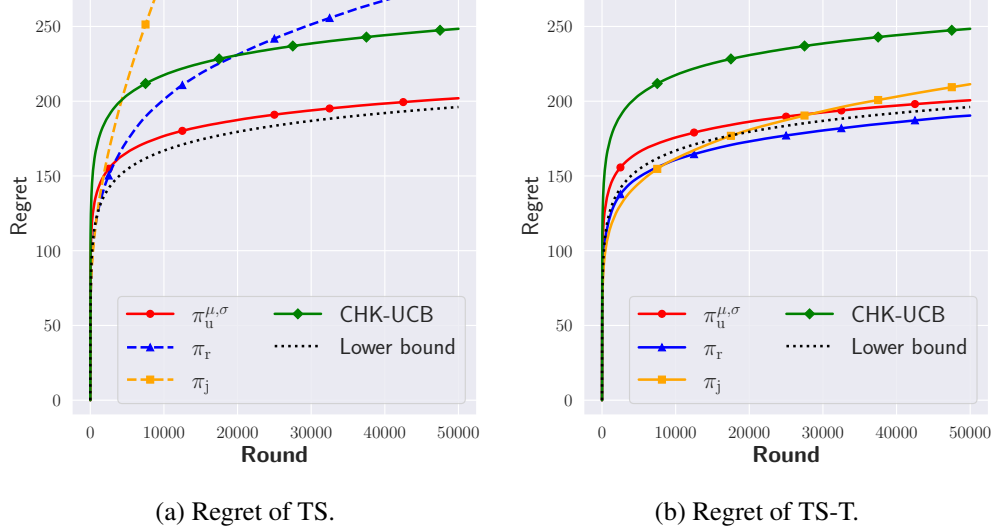 250
200
150
100
50
0
Regret
π_u^{μ,σ}
π_r
π_j
CHK-UCB
Lower bound
0 10000 20000 30000 40000 50000
Round
(a) Regret of TS.
250
200
150
100
50
0
Regret
π_u^{μ,σ}
π_r
π_j
CHK-UCB
Lower bound
0 10000 20000 30000 40000 50000
Round
(b) Regret of TS-T.